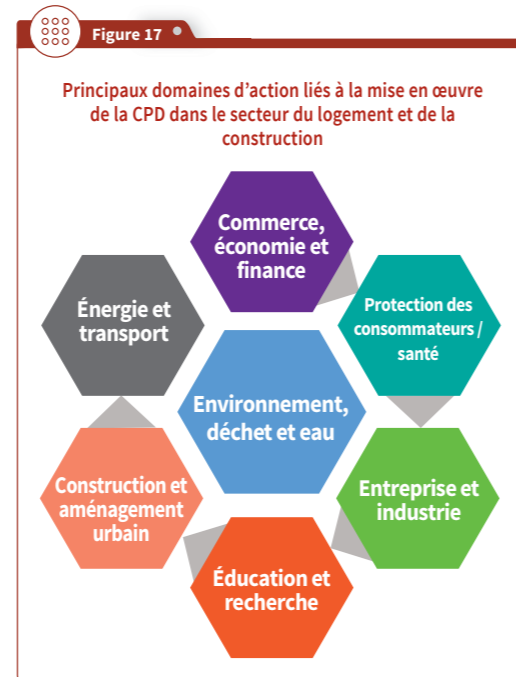 Figure 17
Principaux domaines d’action liés à la mise en œuvre
de la CPD dans le secteur du logement et de la
construction
Commerce,
économie et
finance
Protection des
consommateurs /
santé
Entreprise et
industrie
Éducation et
recherche
Construction et
aménagement
urbain
Énergie et
transport
Environnement,
déchet et eau